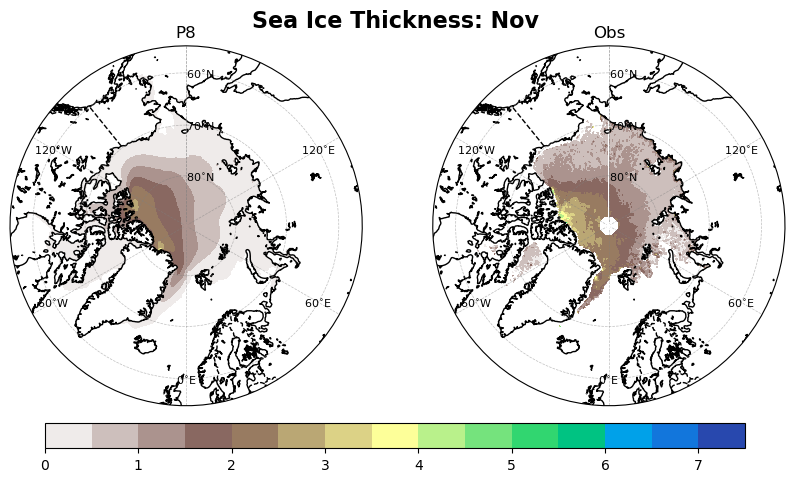 Sea Ice Thickness: Nov
P8 Obs
60°N 60°N
70°N 70°N
120°W 120°E 120°W 120°E
80°N 80°N
60°W 60°E 60°W 60°E
0°E 0°E
0 1 2 3 4 5 6 7